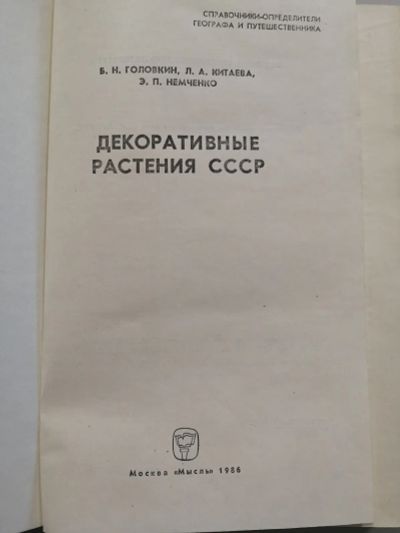 СПРАВОЧНИКИ-ОПРЕДЕЛИТЕЛИ
ГЕОГРАФА И ПУТЕШЕСТВЕННИКА
Б. Н. ГОЛОВКИН, Л. А. КИТАЕВА,
Э. П. НЕМЧЕНКО
ДЕКОРАТИВНЫЕ
РАСТЕНИЯ СССР
Москва «Мысль» 1986